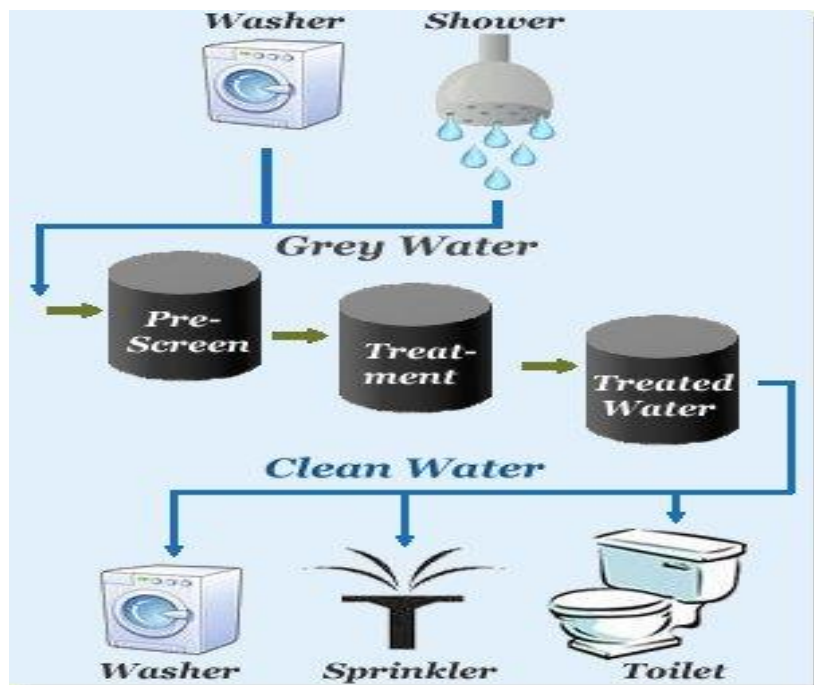 Washer
Shower
Grey Water
Pre-
Screen
Treat-
ment
Treated
Water
Clean Water
Washer
Sprinkler
Toilet